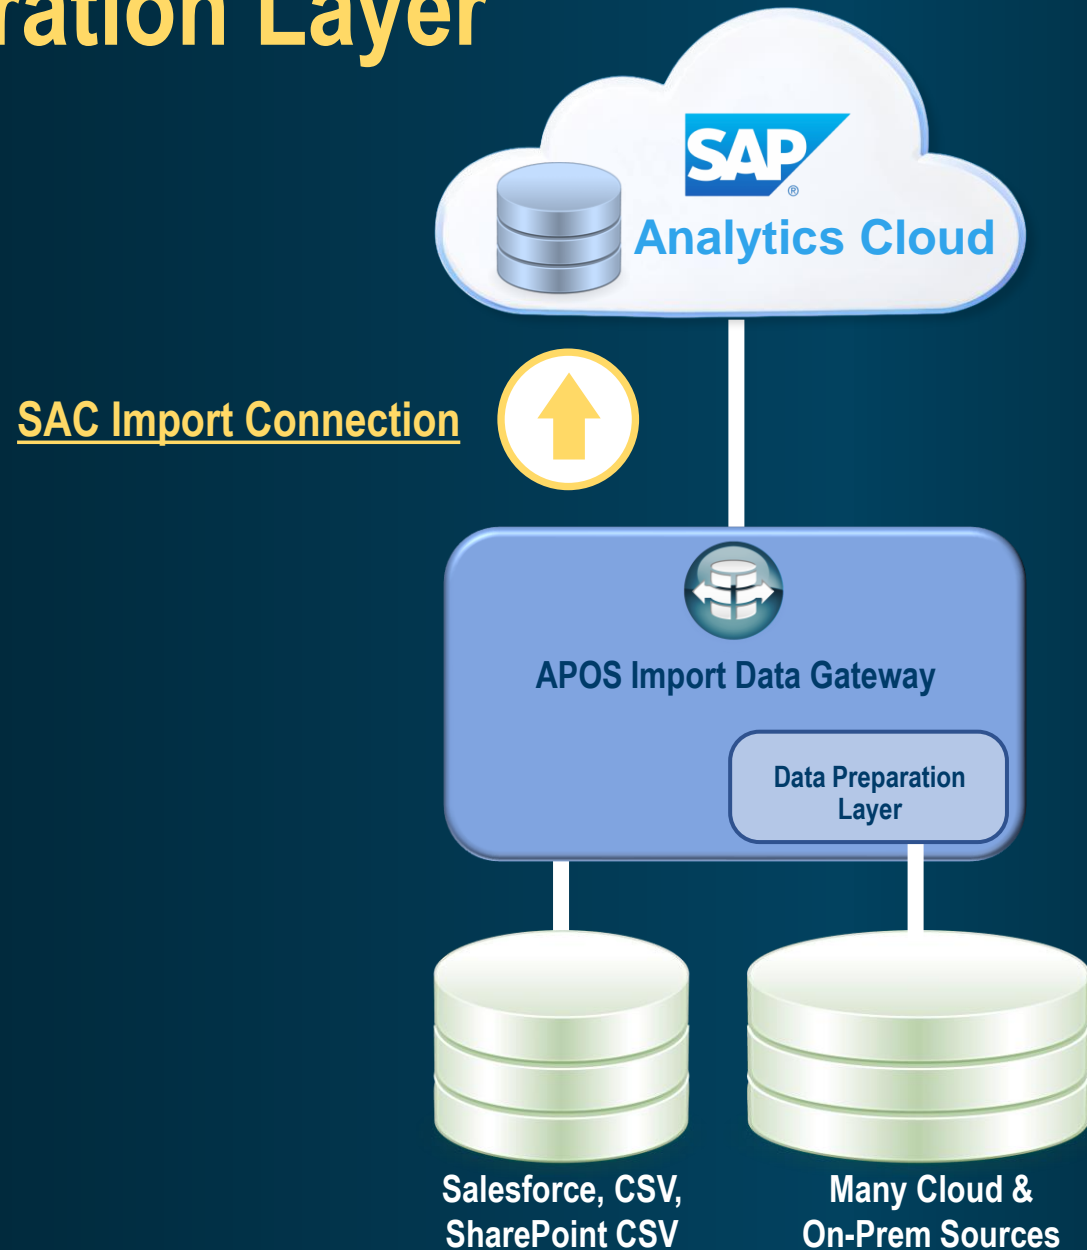 ration Layer
SAP
®
Analytics Cloud
SAC Import Connection
APOS Import Data Gateway
Data Preparation
Layer
Salesforce, CSV,
SharePoint CSV
Many Cloud &
On-Prem Sources